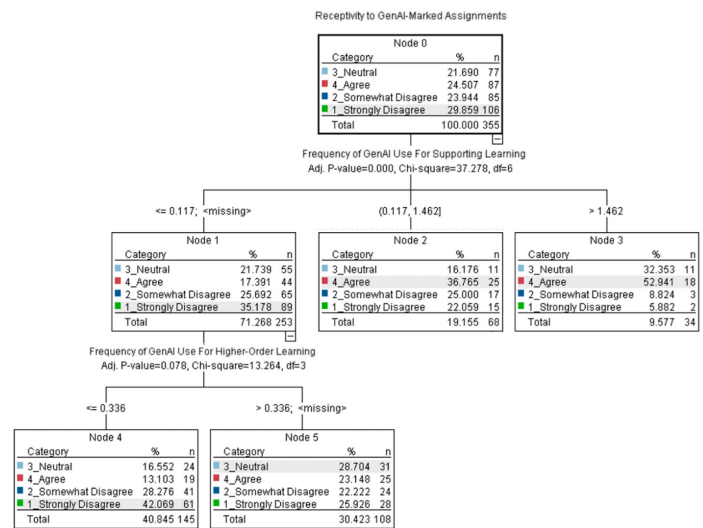 Receptivity to GenAI-Marked Assignments
Node 0
Category % n
3_Neutral 21.690 77
4_Agree 24.507 87
2_Somewhat Disagree 23.944 85
1_Strongly Disagree 29.859 106
Total 100.000 355
Frequency of GenAI Use For Supporting Learning
Adj. P-value=0.000, Chi-square=37.278, df=6
<= 0.117; <missing>
(0.117, 1.462]
> 1.462
Node 1
Category % n
3_Neutral 21.739 55
4_Agree 17.391 44
2_Somewhat Disagree 25.692 65
1_Strongly Disagree 35.178 89
Total 71.268 253
Node 2
Category % n
3_Neutral 16.176 11
4_Agree 36.765 25
2_Somewhat Disagree 25.000 17
1_Strongly Disagree 22.059 15
Total 19.155 68
Node 3
Category % n
3_Neutral 32.353 11
4_Agree 52.941 18
2_Somewhat Disagree 8.824 3
1_Strongly Disagree 5.882 2
Total 9.577 34
Frequency of GenAI Use For Higher-Order Learning
Adj. P-value=0.078, Chi-square=13.264, df=3
<= 0.336
> 0.336; <missing>
Node 4
Category % n
3_Neutral 16.552 24
4_Agree 13.103 19
2_Somewhat Disagree 28.276 41
1_Strongly Disagree 42.069 61
Total 40.845 145
Node 5
Category % n
3_Neutral 28.704 31
4_Agree 23.148 25
2_Somewhat Disagree 22.222 24
1_Strongly Disagree 25.926 28
Total 30.423 108